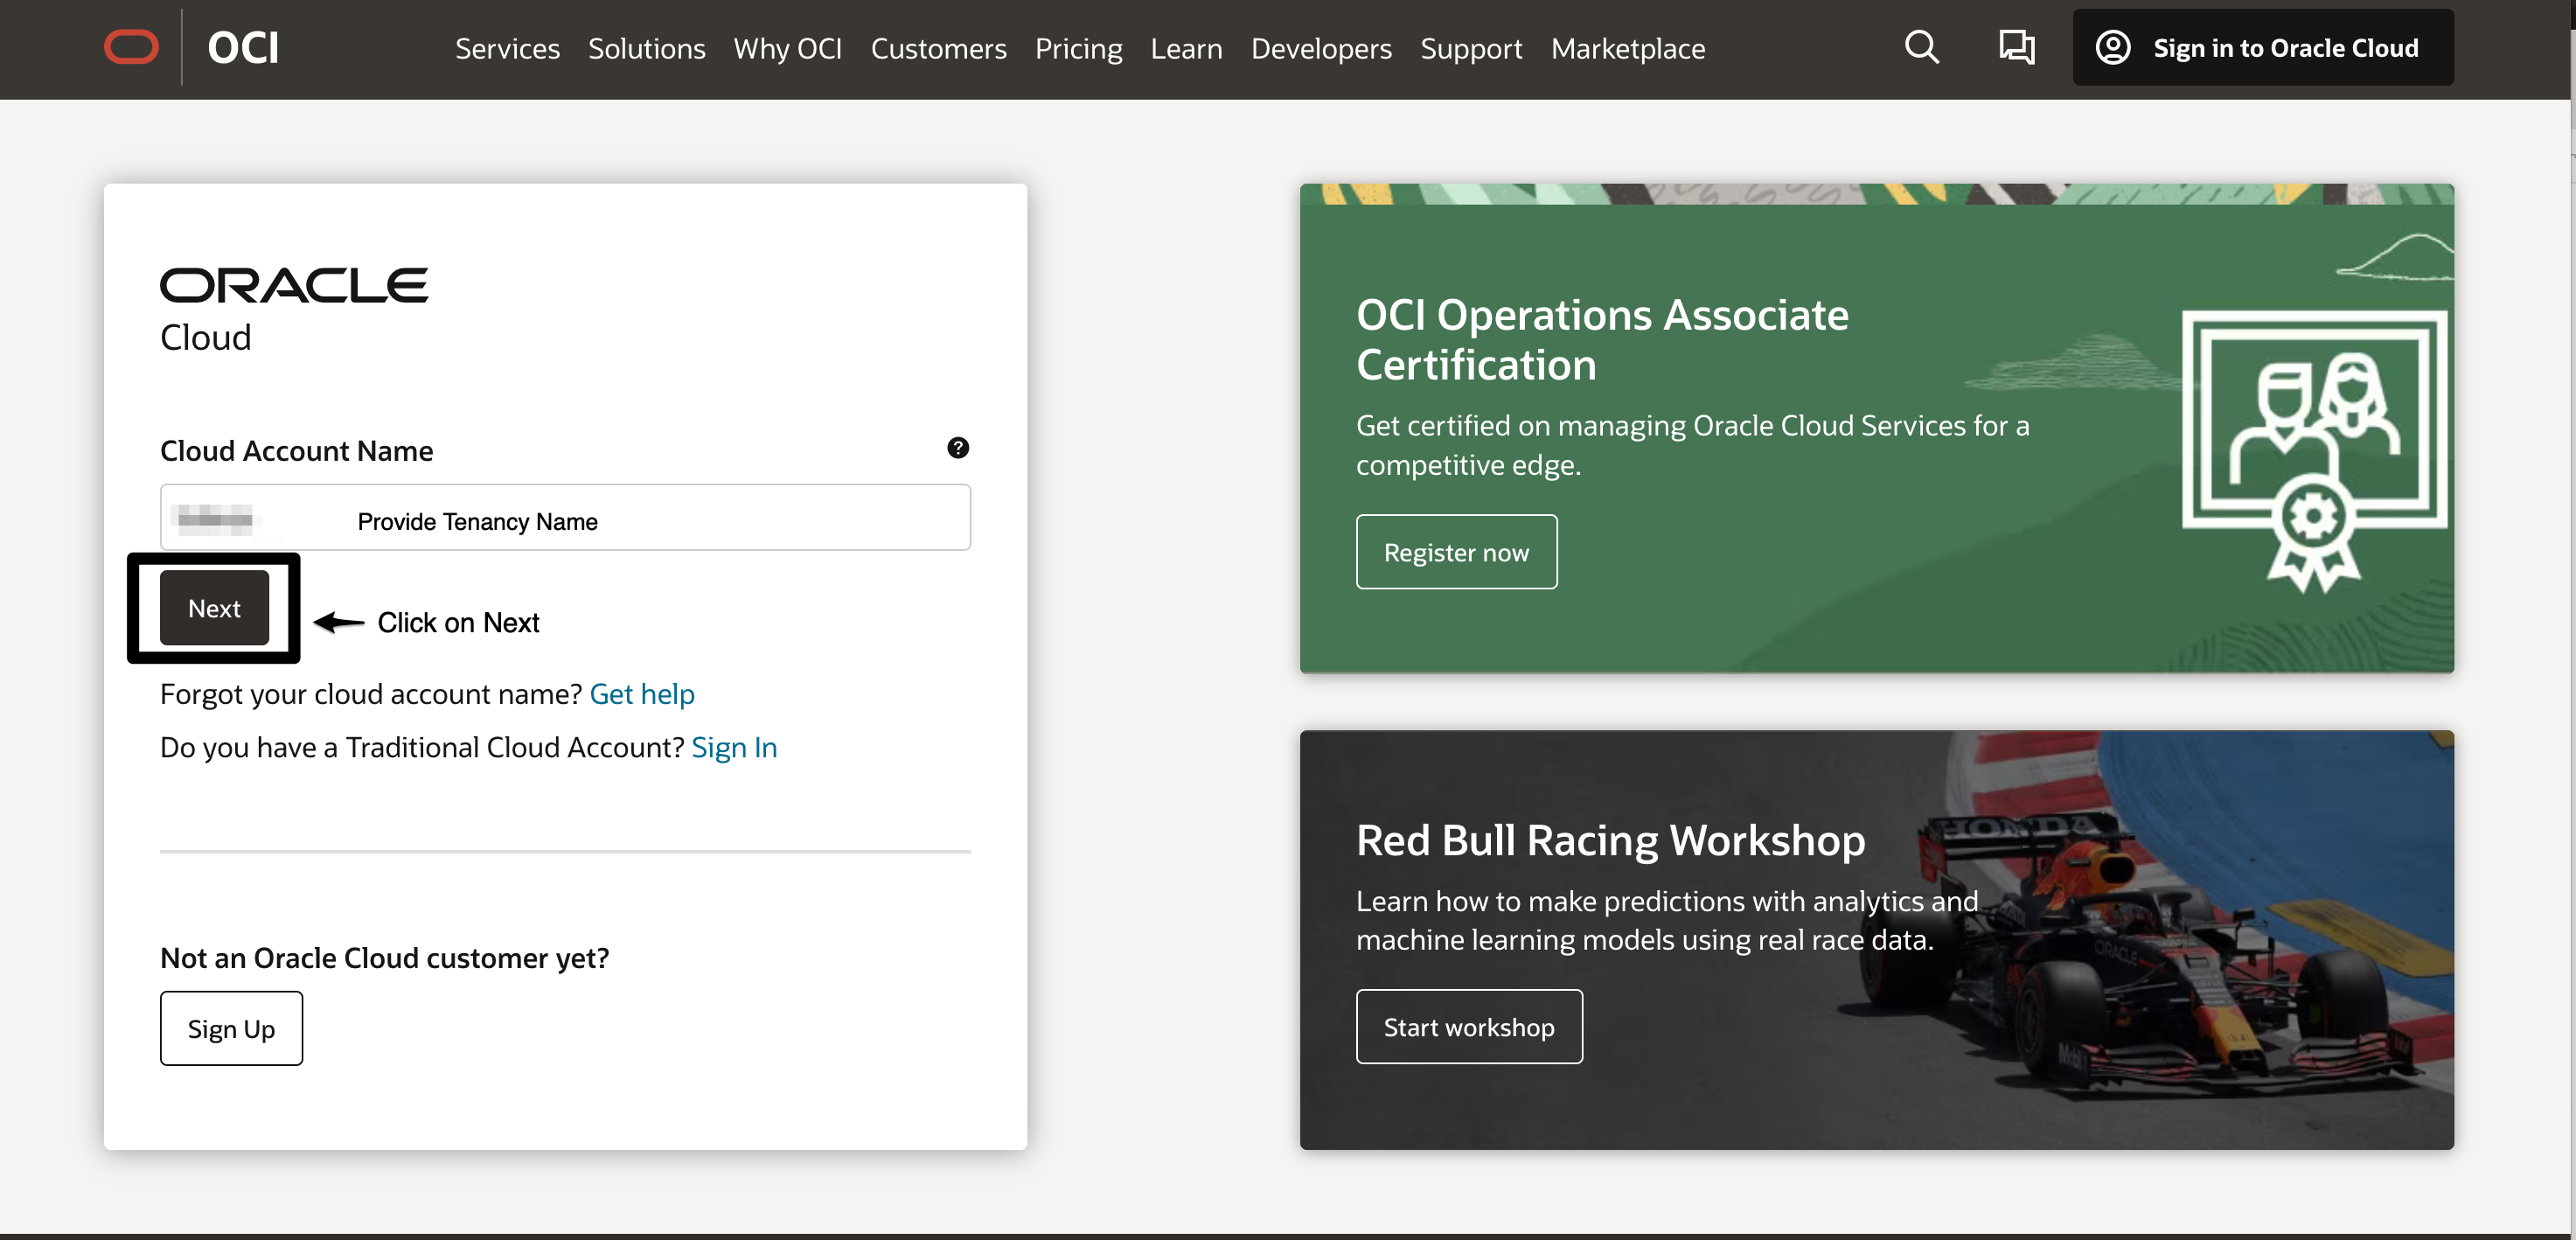 OCI
Services Solutions Why OCI Customers Pricing Learn Developers Support Marketplace
Sign in to Oracle Cloud
ORACLE
Cloud
Cloud Account Name
?
Provide Tenancy Name
Next
Click on Next
Forgot your cloud account name? Get help
Do you have a Traditional Cloud Account? Sign In
Not an Oracle Cloud customer yet?
Sign Up
OCI Operations Associate
Certification
Get certified on managing Oracle Cloud Services for a
competitive edge.
Register now
Red Bull Racing Workshop
Learn how to make predictions with analytics and
machine learning models using real race data.
Start workshop
HONDA
ORACLE
Mobil